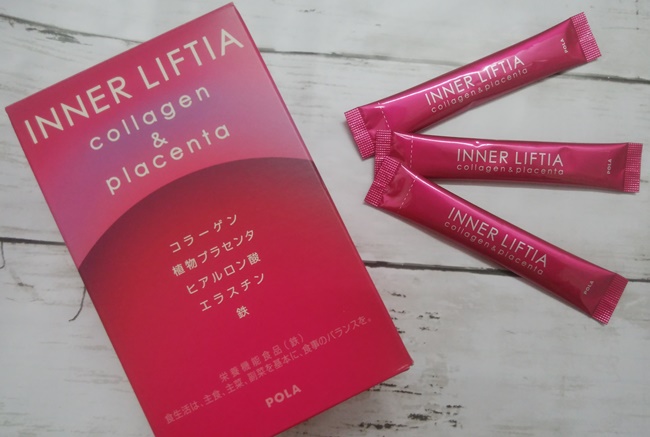 INNER LIFTIA
collagen
&
placenta
コラーゲン
植物プラセンタ
ヒアルロン酸
エラスチン
鉄
栄養機能食品(鉄)
食生活は、主食、主菜、副菜を基本に、食事のバランスを。
POLA
INNER LIFTIA
collagen & placenta
POLA
INNER LIFTIA
collagen & placenta
POLA
INNER LIFTIA
collagen & placenta
POLA